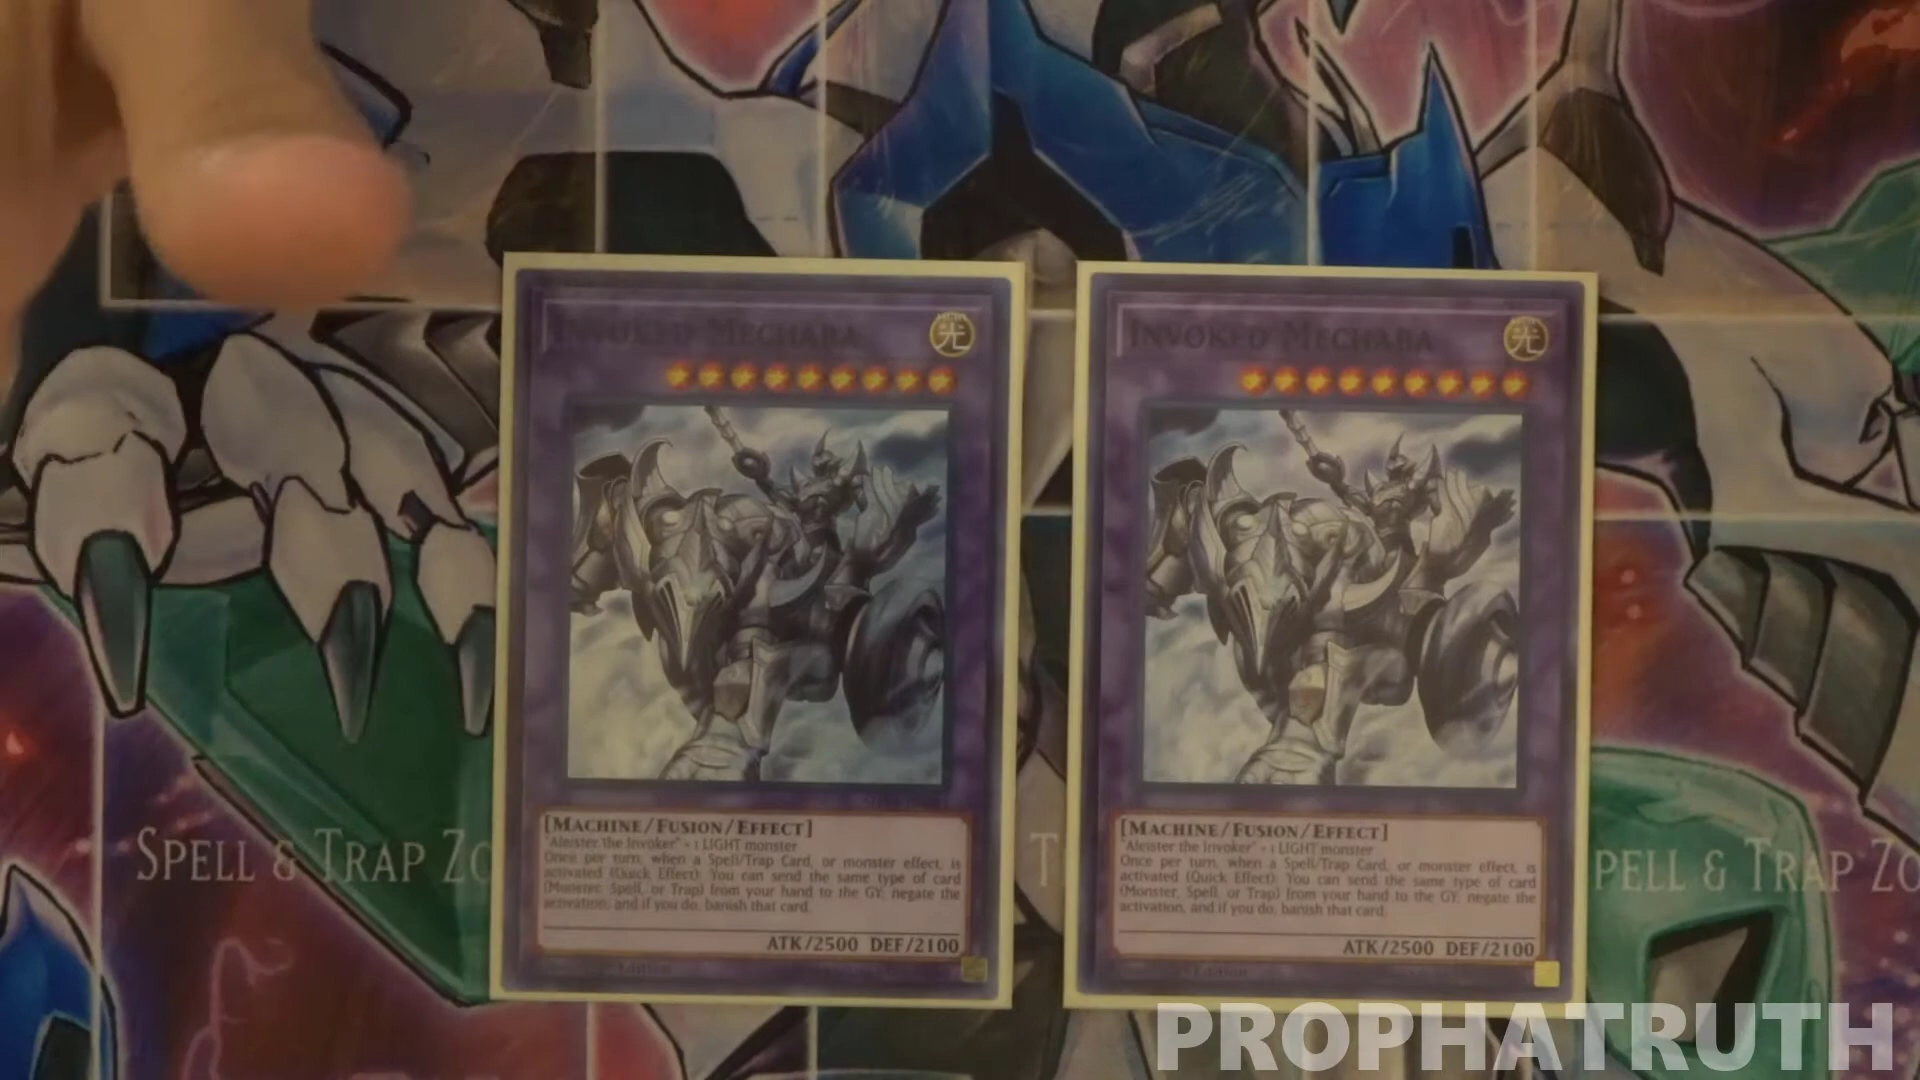 Invoked Mechaba
[Machine/Fusion/Effect]
"Aleister the Invoker" + 1 LIGHT monster
Once per turn, when a Spell/Trap Card, or monster effect, is
activated (Quick Effect): You can send the same type of card
(Monster, Spell, or Trap) from your hand to the GY; negate the
activation, and if you do, banish that card.
ATK/2500 DEF/2100
Edition
Invoked Mechaba
[Machine/Fusion/Effect]
"Aleister the Invoker" + 1 LIGHT monster
Once per turn, when a Spell/Trap Card, or monster effect, is
activated (Quick Effect): You can send the same type of card
(Monster, Spell, or Trap) from your hand to the GY; negate the
activation, and if you do, banish that card.
ATK/2500 DEF/2100
Edition
Spell & Trap Zo
T
pell & Trap Zo
PROPHATRUTH